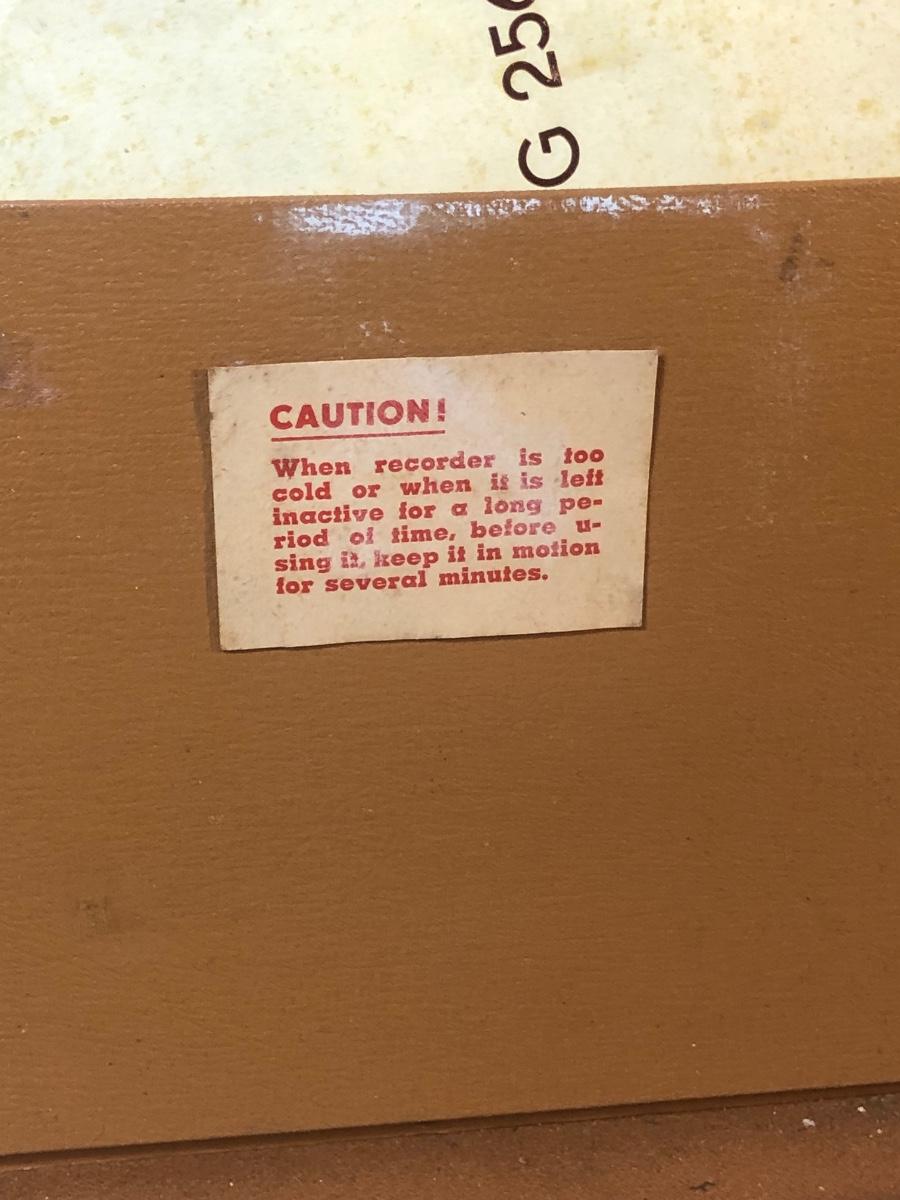 G 25
CAUTION!
When recorder is too
cold or when it is left
inactive for a long pe-
riod of time, before u-
sing it, keep it in motion
for several minutes.